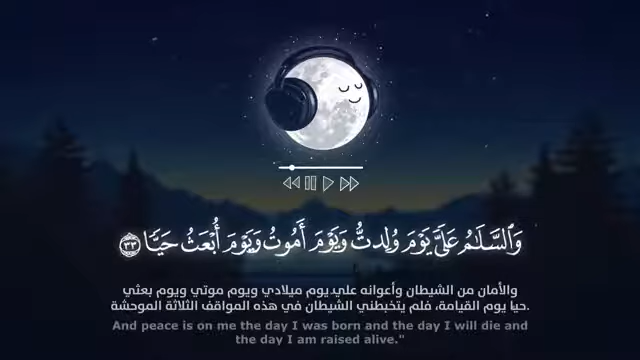 وَٱلسَّلَٰمُ عَلَىَّ يَوْمَ وُلِدتُّ وَيَوْمَ أَمُوتُ وَيَوْمَ أُبْعَثُ حَيًّا ٣٣
والأمان من الشيطان وأعوانه علي يوم ميلادي ويوم موتي ويوم بعثي
حيا يوم القيامة، فلم يتخبطني الشيطان في هذه المواقف الثلاثة الموحشة.
And peace is on me the day I was born and the day I will die and
the day I am raised alive."